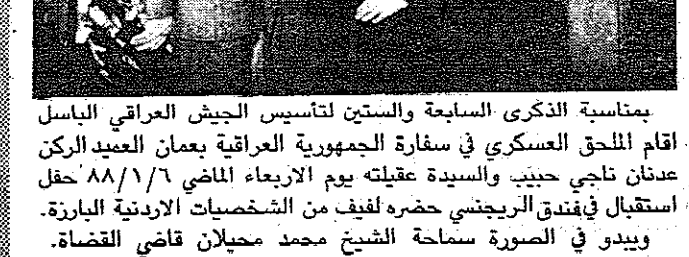 بمناسبة الذكرى السابعة والستين لتأسيس الجيش العراقي الباسل
اقام الملحق العسكري في سفارة الجمهورية العراقية بعمان العميد الركن
عدنان ناجي حبيب والسيدة عقيلته يوم الاربعاء الماضي ٨٨/١/٦ حفل
استقبال في فندق الريجنسي حضره لفيف من الشخصيات الاردنية البارزة.
ويبدو في الصورة سماحة الشيخ محمد محيلان قاضي القضاة.